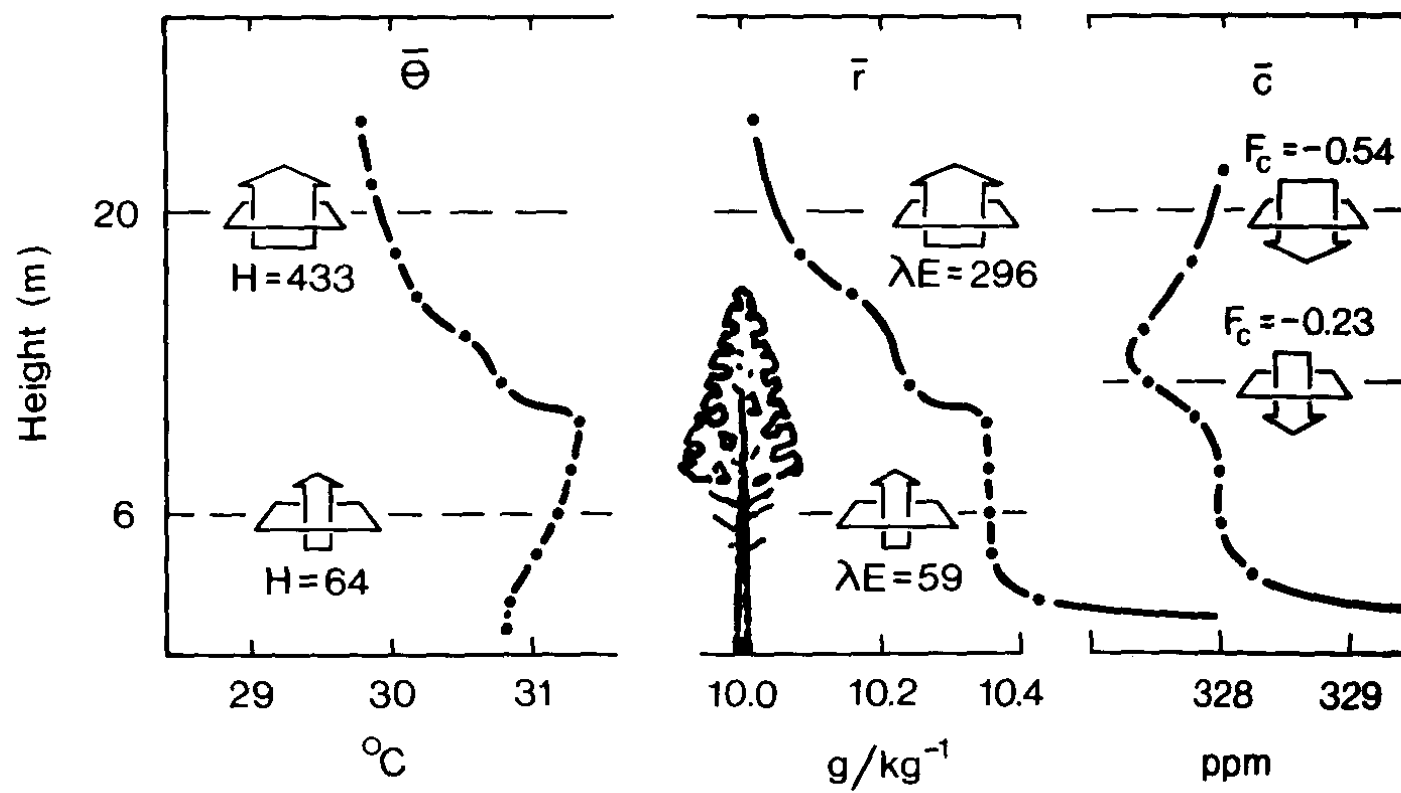 θ̅
r̅
c̅
F_c = -0.54
20
H = 433
λE = 296
F_c = -0.23
Height (m)
6
H = 64
λE = 59
29 30 31
10.0 10.2 10.4
328 329
°C
g/kg⁻¹
ppm